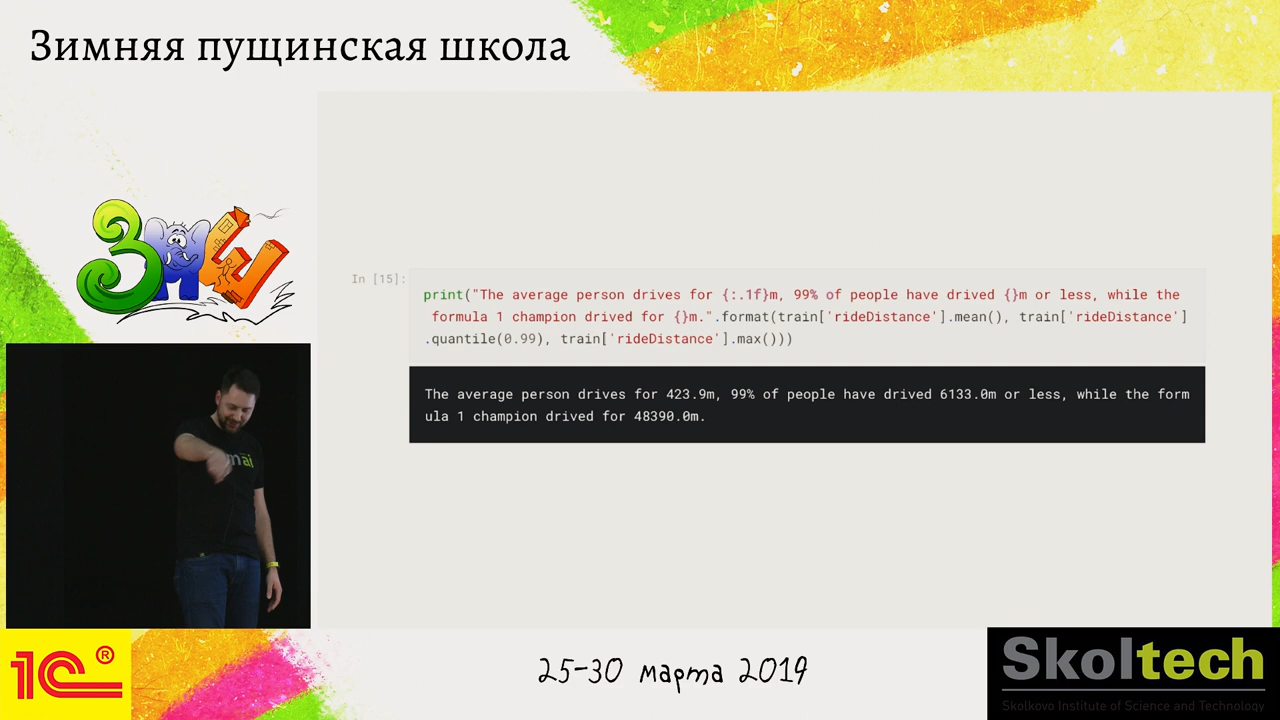 Зимняя пущинская школа
ЗПШ
In [15]:
print("The average person drives for {:.1f}m, 99% of people have drived {}m or less, while the
formula 1 champion drived for {}m.".format(train['rideDistance'].mean(), train['rideDistance']
.quantile(0.99), train['rideDistance'].max()))
The average person drives for 423.9m, 99% of people have drived 6133.0m or less, while the form
ula 1 champion drived for 48390.0m.
1C®
25-30 марта 2019
Skoltech
Skolkovo Institute of Science and Technology